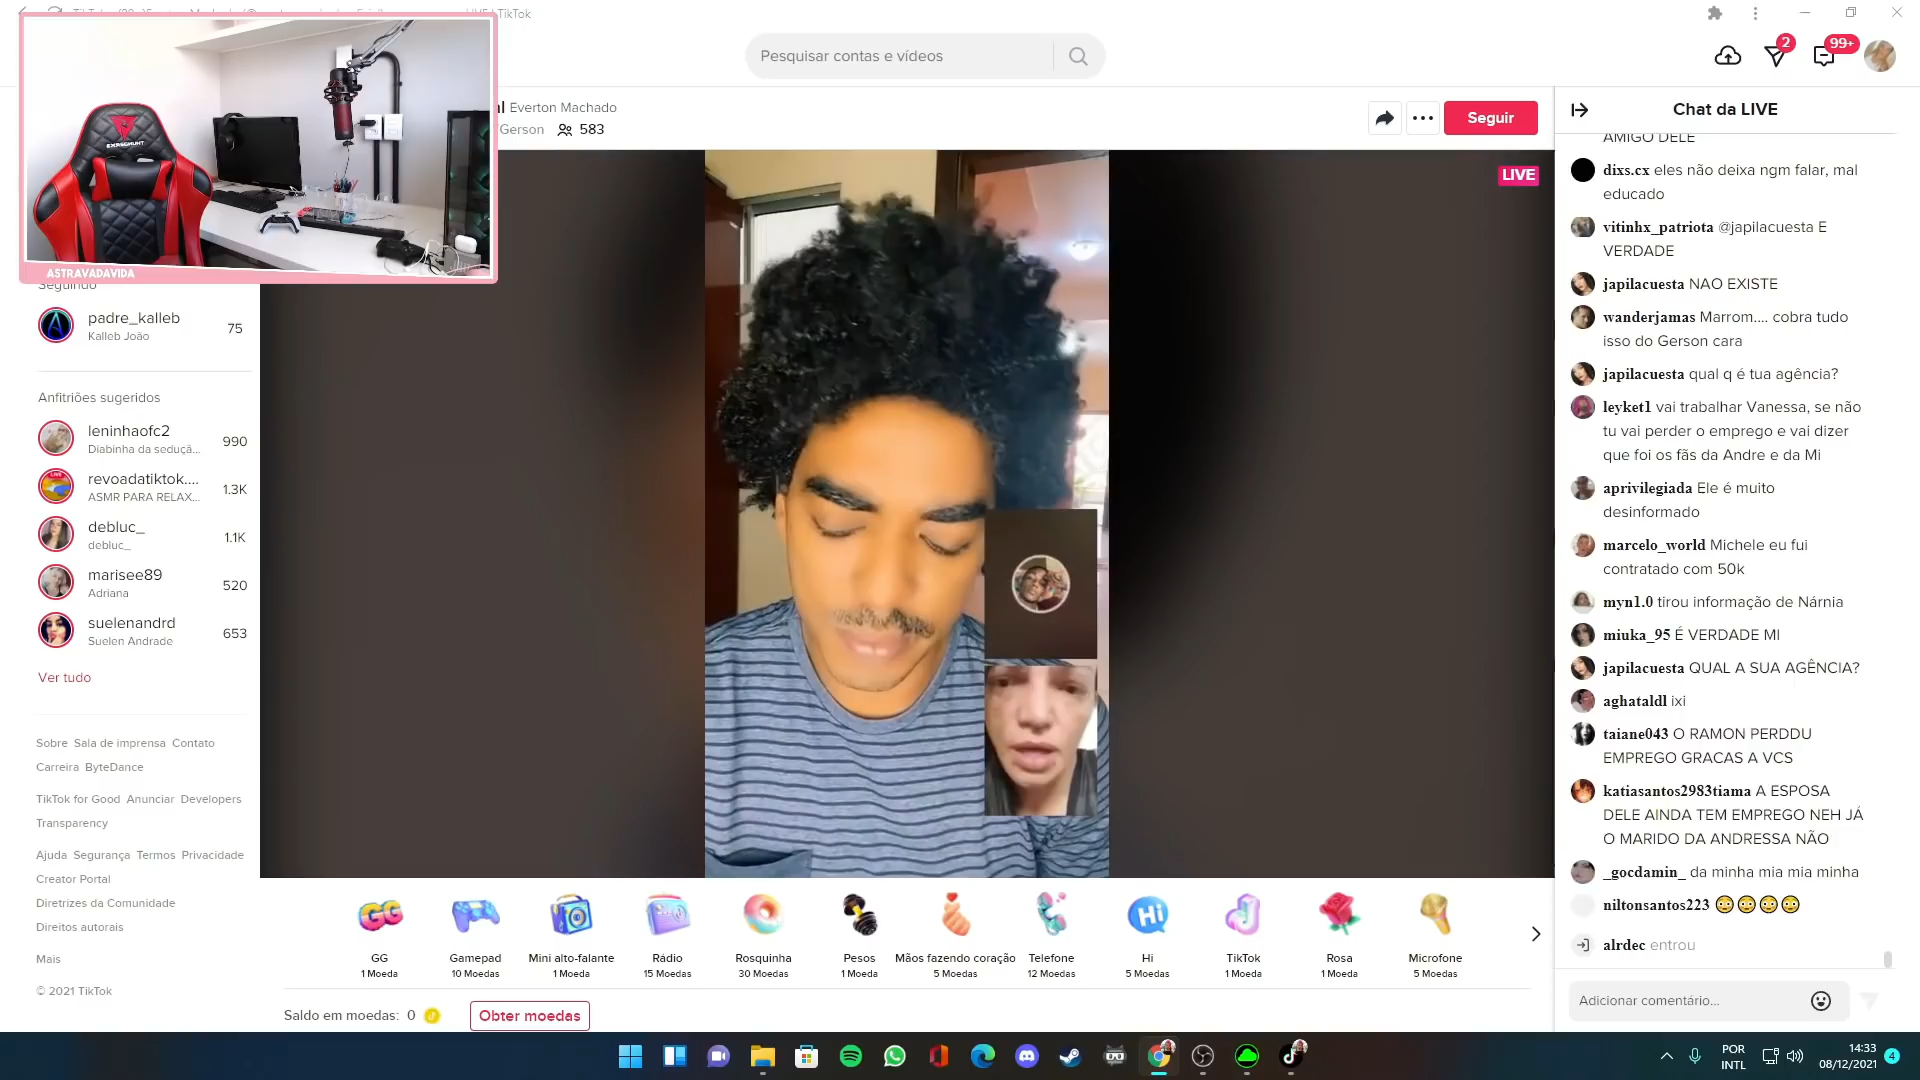 LIVE | TikTok
Pesquisar contas e vídeos
2
99+
ASTRAVADAVIDA
Everton Machado
Gerson 583
Seguir
LIVE
Seguindo
padre_kalleb 75
Kalleb João
Anfitriões sugeridos
leninhaofc2 990
Diabinha da seduçã...
revoadatiktok.... 1.3K
ASMR PARA RELAX...
debluc_ 1.1K
debluc_
marisee89 520
Adriana
suelenandrd 653
Suelen Andrade
Ver tudo
Sobre Sala de imprensa Contato
Carreira ByteDance
TikTok for Good Anunciar Developers
Transparency
Ajuda Segurança Termos Privacidade
Creator Portal
Diretrizes da Comunidade
Direitos autorais
Mais
© 2021 TikTok
GG Gamepad Mini alto-falante Rádio Rosquinha Pesos Mãos fazendo coração Telefone Hi TikTok Rosa Microfone
1 Moeda 10 Moedas 1 Moeda 15 Moedas 30 Moedas 1 Moeda 5 Moedas 12 Moedas 5 Moedas 1 Moeda 1 Moeda 5 Moedas
Saldo em moedas: 0 Obter moedas
Chat da LIVE
AMIGO DELE
dixs.cx eles não deixa ngm falar, mal
educado
vitinhx_patriota @japilacuesta E
VERDADE
japilacuesta NAO EXISTE
wanderjamas Marrom.... cobra tudo
isso do Gerson cara
japilacuesta qual q é tua agência?
leyket1 vai trabalhar Vanessa, se não
tu vai perder o emprego e vai dizer
que foi os fãs da Andre e da Mi
aprivilegiada Ele é muito
desinformado
marcelo_world Michele eu fui
contratado com 50k
myn1.0 tirou informação de Nárnia
miuka_95 É VERDADE MI
japilacuesta QUAL A SUA AGÊNCIA?
aghataldl ixi
taiane043 O RAMON PERDDU
EMPREGO GRACAS A VCS
katiasantos2983tiama A ESPOSA
DELE AINDA TEM EMPREGO NEH JÁ
O MARIDO DA ANDRESSA NÃO
_gocdamin_ da minha mia mia minha
niltonsantos223 😳😳😳😳
alrdec entrou
Adicionar comentário...
POR
INTL
14:33
08/12/2021
4